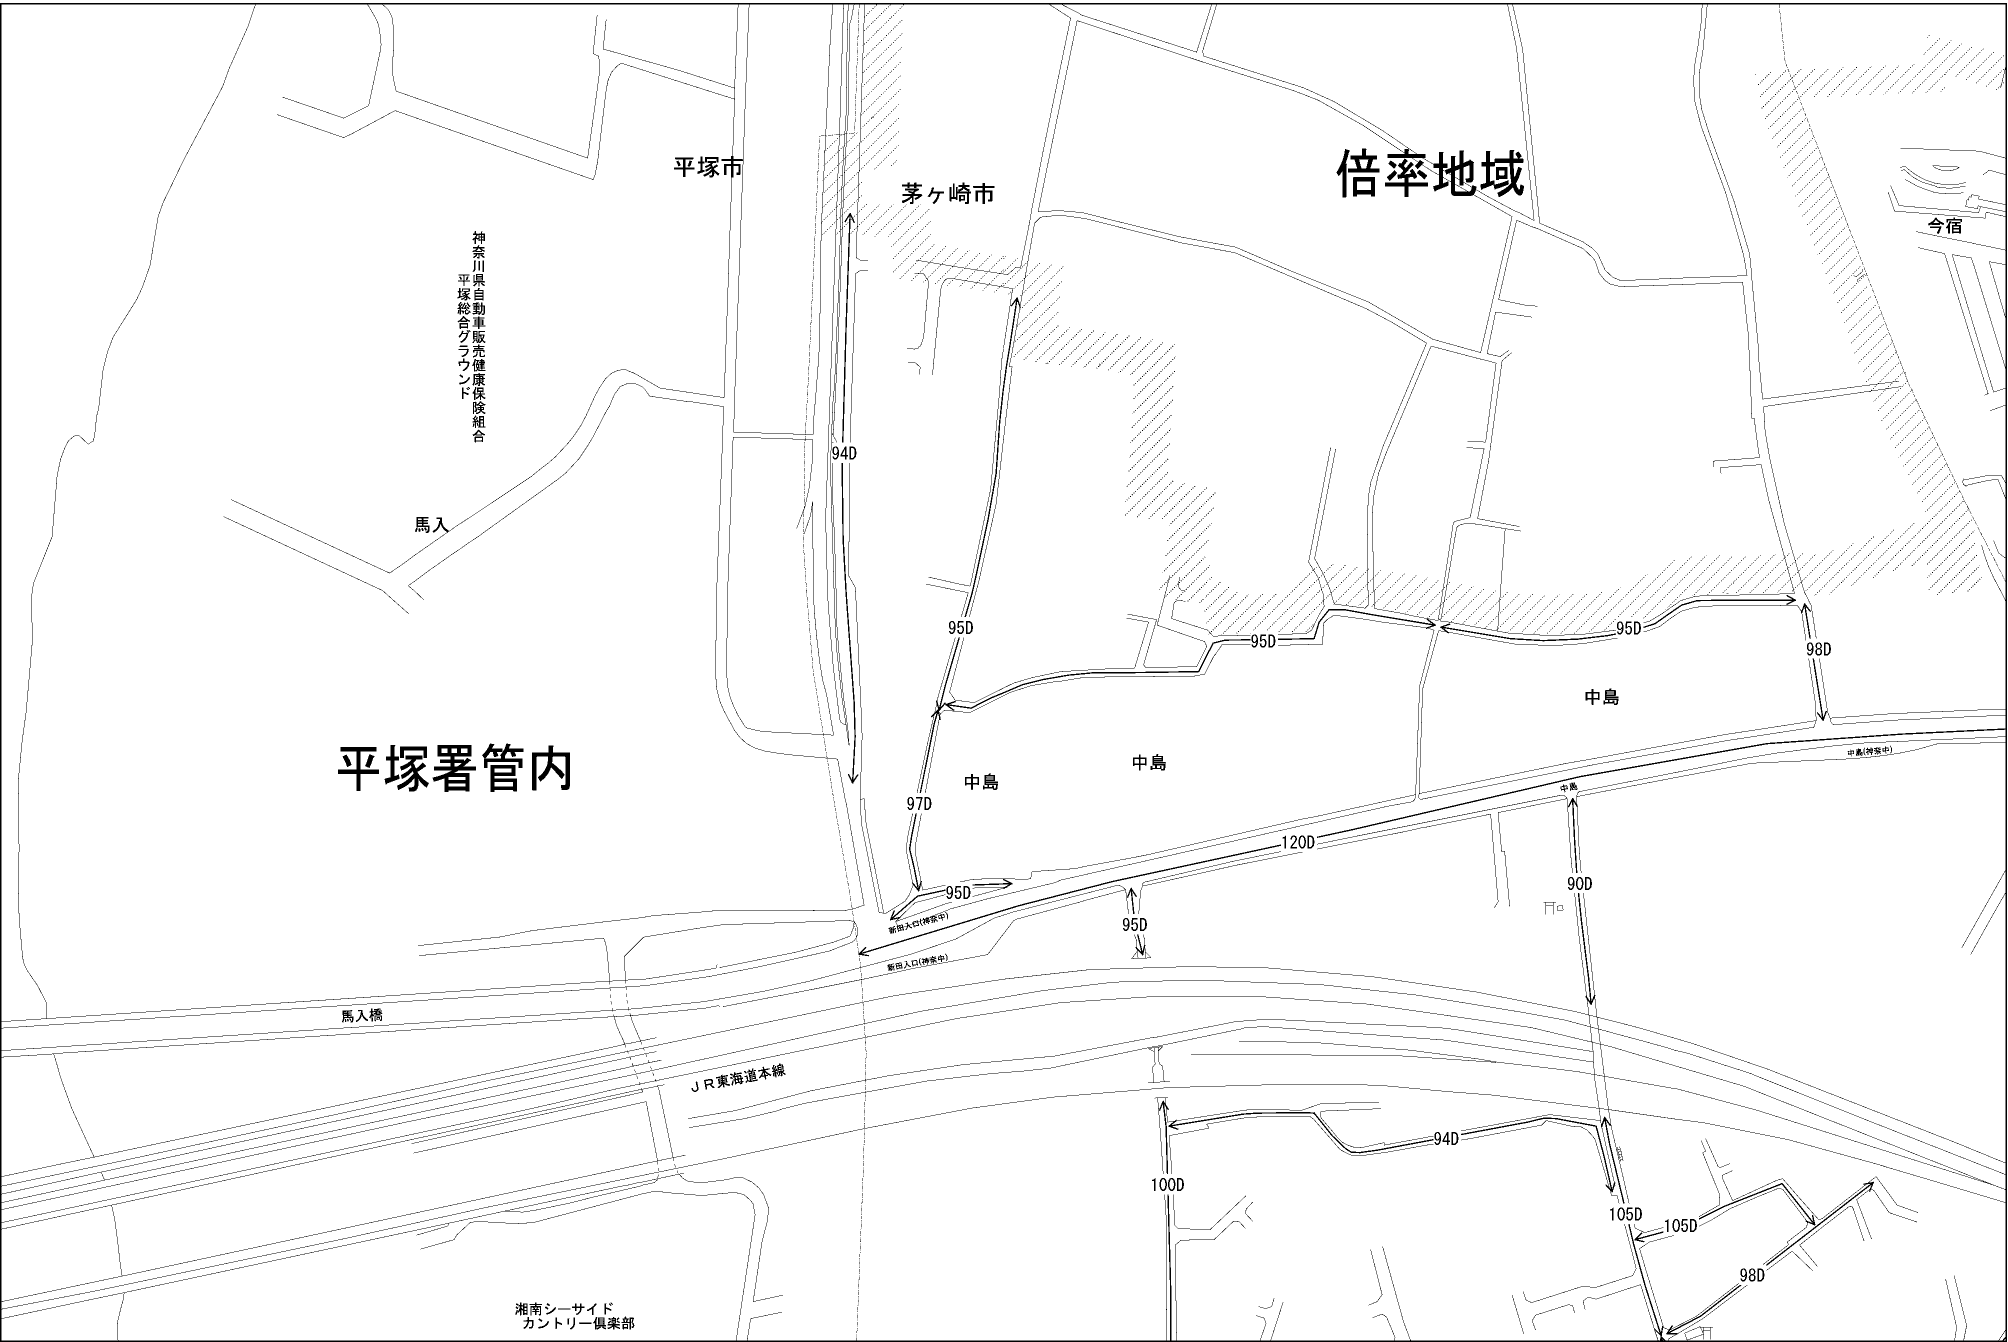 平塚市
倍率地域
茅ヶ崎市
今宿
神奈川県自動車販売健康保険組合
平塚総合グラウンド
94D
馬入
95D
95D
95D
98D
中島
平塚署管内
中島
中島
中島(神奈中)
中島
97D
120D
90D
95D
新田入口(神奈中)
95D
新田入口(神奈中)
馬入橋
JR東海道本線
94D
100D
105D
105D
98D
湘南シーサイド
カントリー倶楽部